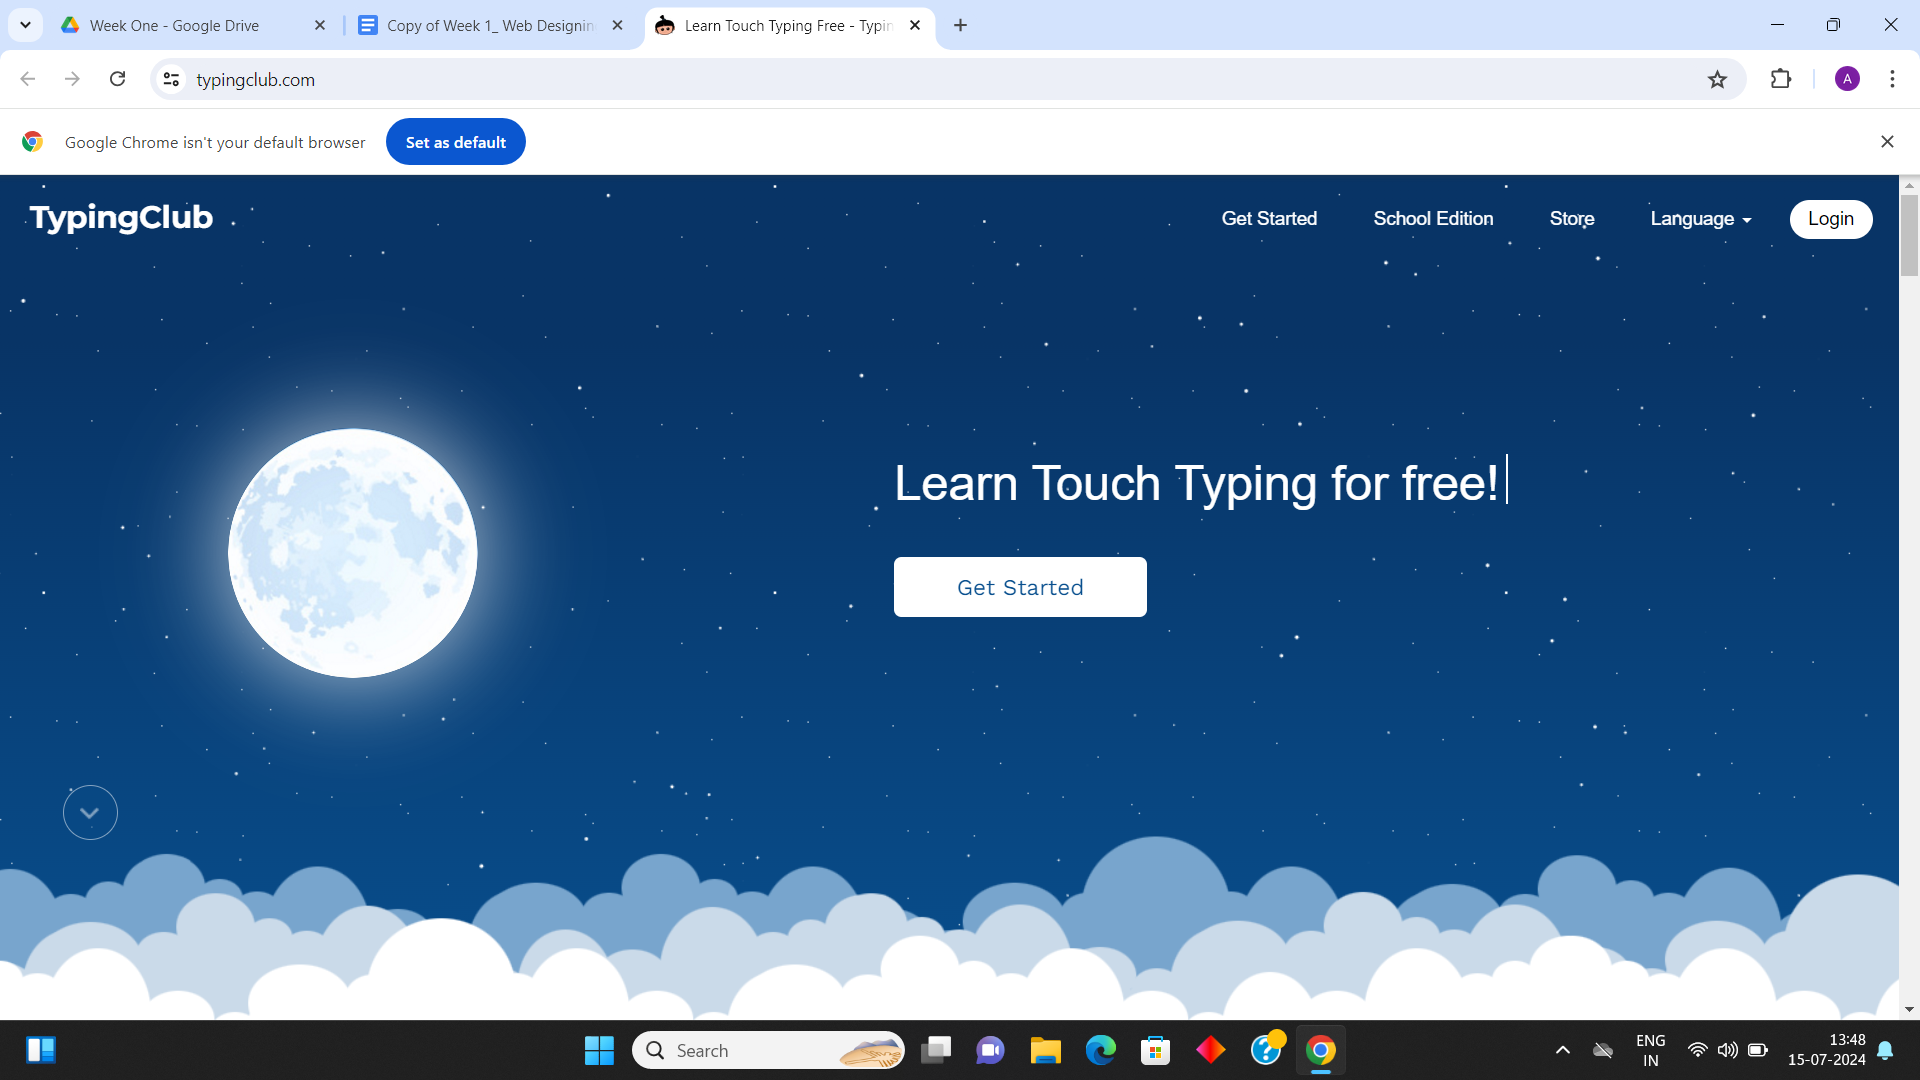 Week One - Google Drive
Copy of Week 1_ Web Designin
Learn Touch Typing Free - Typin
typingclub.com
A
Google Chrome isn't your default browser
Set as default
TypingClub
Get Started
School Edition
Store
Language
Login
Learn Touch Typing for free!
Get Started
Search
ENG
IN
13:48
15-07-2024